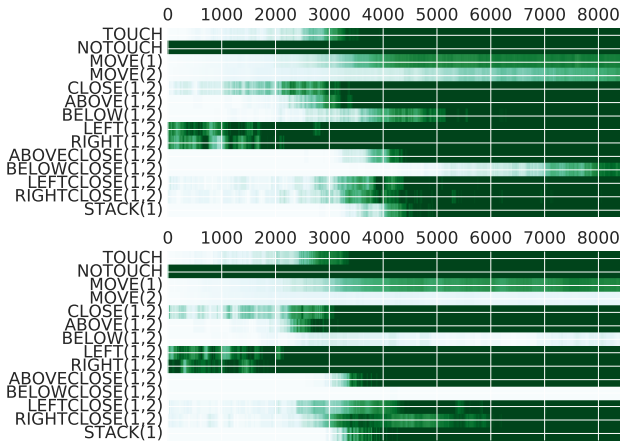 0 1000 2000 3000 4000 5000 6000 7000 8000
TOUCH
NOTOUCH
MOVE(1)
MOVE(2)
CLOSE(1,2)
ABOVE(1,2)
BELOW(1,2)
LEFT(1,2)
RIGHT(1,2)
ABOVECLOSE(1,2)
BELOWCLOSE(1,2)
LEFTCLOSE(1,2)
RIGHTCLOSE(1,2)
STACK(1)
0 1000 2000 3000 4000 5000 6000 7000 8000
TOUCH
NOTOUCH
MOVE(1)
MOVE(2)
CLOSE(1,2)
ABOVE(1,2)
BELOW(1,2)
LEFT(1,2)
RIGHT(1,2)
ABOVECLOSE(1,2)
BELOWCLOSE(1,2)
LEFTCLOSE(1,2)
RIGHTCLOSE(1,2)
STACK(1)